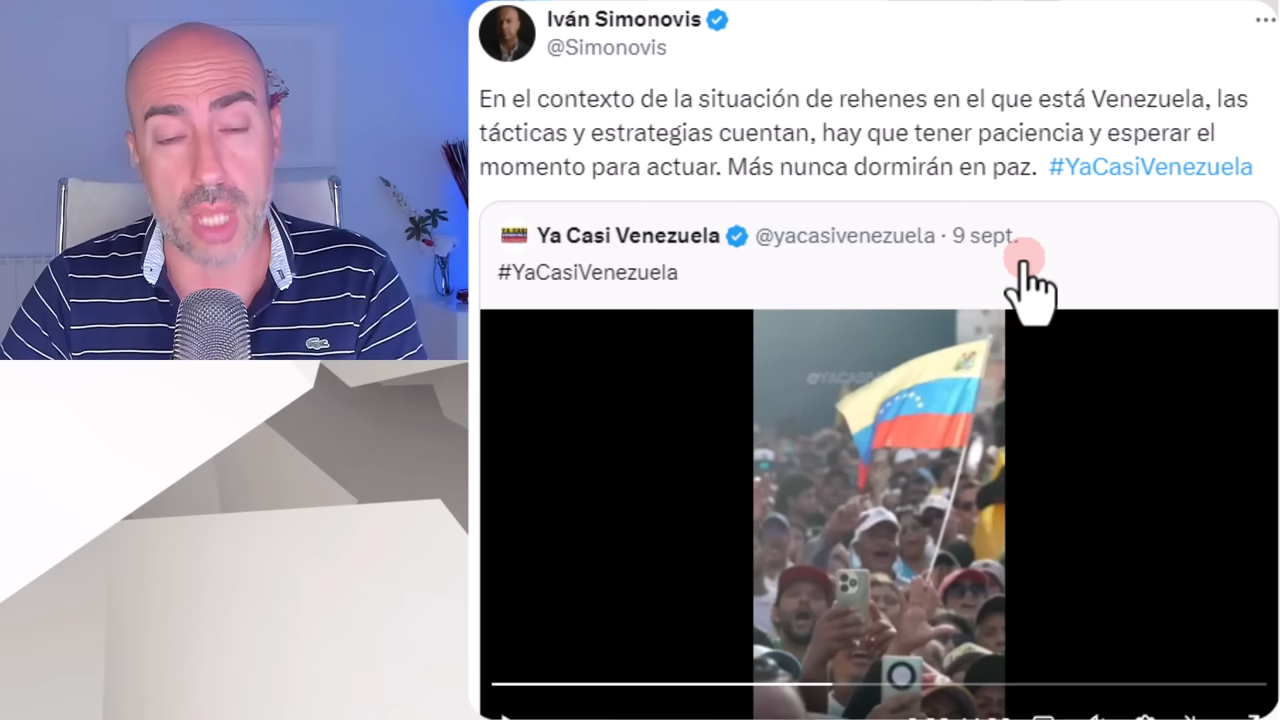 Iván Simonovis
@Simonovis
En el contexto de la situación de rehenes en el que está Venezuela, las
tácticas y estrategias cuentan, hay que tener paciencia y esperar el
momento para actuar. Más nunca dormirán en paz. #YaCasiVenezuela
Ya Casi Venezuela @yacasivenezuela · 9 sept.
#YaCasiVenezuela